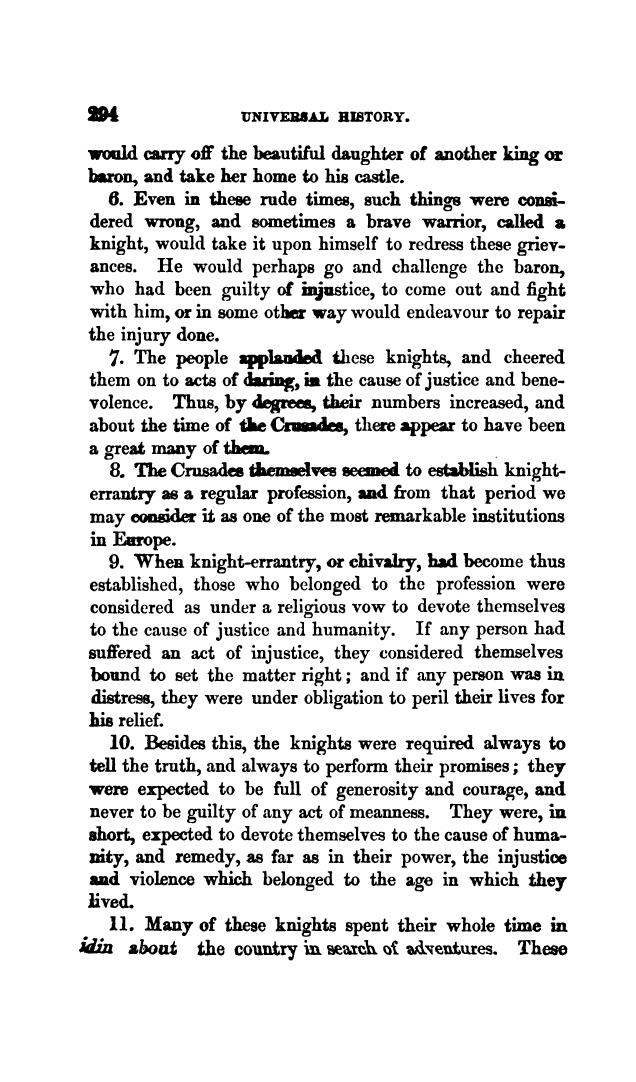 294 UNIVERSAL HISTORY.
would carry off the beautiful daughter of another king or
baron, and take her home to his castle.
6. Even in these rude times, such things were consi-
dered wrong, and sometimes a brave warrior, called a
knight, would take it upon himself to redress these griev-
ances. He would perhaps go and challenge the baron,
who had been guilty of injustice, to come out and fight
with him, or in some other way would endeavour to repair
the injury done.
7. The people applauded these knights, and cheered
them on to acts of daring, in the cause of justice and bene-
volence. Thus, by degrees, their numbers increased, and
about the time of the Crusades, there appear to have been
a great many of them.
8. The Crusades themselves seemed to establish knight-
errantry as a regular profession, and from that period we
may consider it as one of the most remarkable institutions
in Europe.
9. When knight-errantry, or chivalry, had become thus
established, those who belonged to the profession were
considered as under a religious vow to devote themselves
to the cause of justice and humanity. If any person had
suffered an act of injustice, they considered themselves
bound to set the matter right; and if any person was in
distress, they were under obligation to peril their lives for
his relief.
10. Besides this, the knights were required always to
tell the truth, and always to perform their promises; they
were expected to be full of generosity and courage, and
never to be guilty of any act of meanness. They were, in
short, expected to devote themselves to the cause of huma-
nity, and remedy, as far as in their power, the injustice
and violence which belonged to the age in which they
lived.
11. Many of these knights spent their whole time in
idin about the country in search of adventures. These